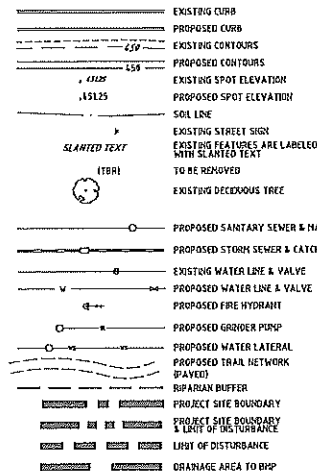 EXISTING CURB
PROPOSED CURB
EXISTING CONTOURS
450
PROPOSED CONTOURS
450
EXISTING SPOT ELEVATION
PROPOSED SPOT ELEVATION
SOIL LINE
EXISTING STREET SIGN
SLANTED TEXT
EXISTING FEATURES ARE LABELED
WITH SLANTED TEXT
(TBR)
TO BE REMOVED
EXISTING DECIDUOUS TREE
PROPOSED SANITARY SEWER & MA
PROPOSED STORM SEWER & CATCH
EXISTING WATER LINE & VALVE
W
PROPOSED WATER LINE & VALVE
PROPOSED FIRE HYDRANT
PROPOSED GRINDER PUMP
PROPOSED WATER LATERAL
PROPOSED TRAIL NETWORK
(PAVED)
RIPARIAN BUFFER
PROJECT SITE BOUNDARY
PROJECT SITE BOUNDARY
& LIMIT OF DISTURBANCE
LIMIT OF DISTURBANCE
DRAINAGE AREA TO BMP